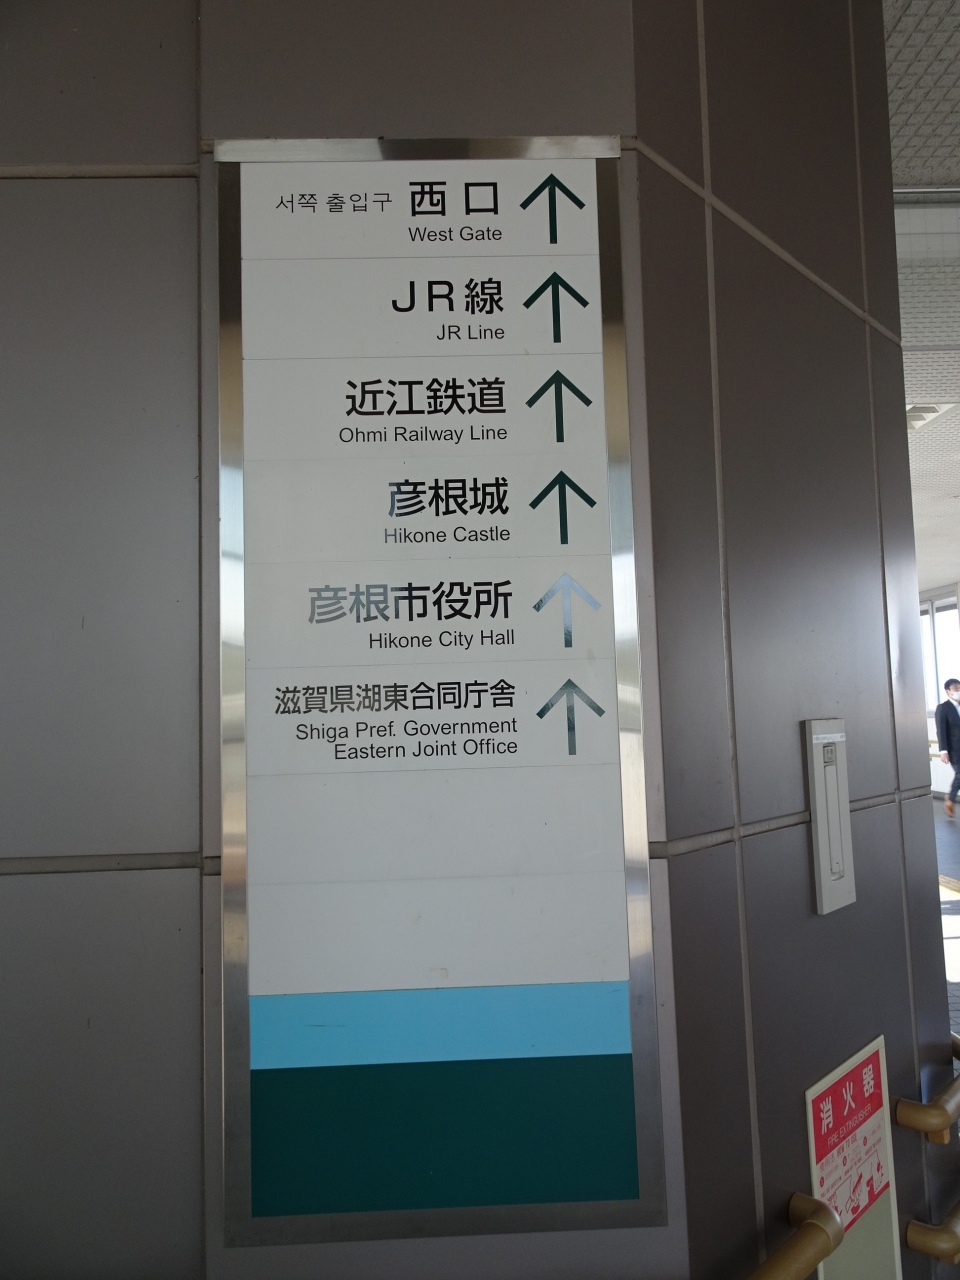 서쪽 출입구 西口
West Gate
JR線
JR Line
近江鉄道
Ohmi Railway Line
彦根城
Hikone Castle
彦根市役所
Hikone City Hall
滋賀県湖東合同庁舎
Shiga Pref. Government
Eastern Joint Office
消火器
FIRE EXTINGUISHER